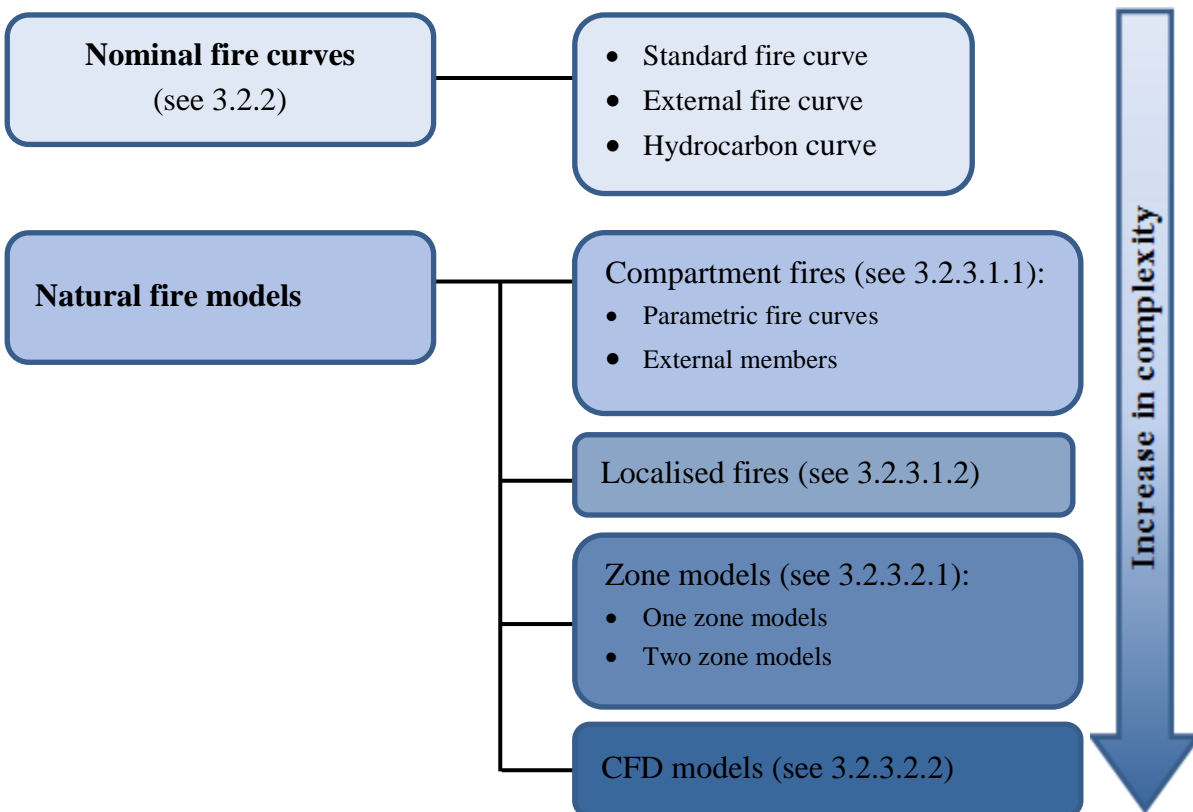 Nominal fire curves
(see 3.2.2)
• Standard fire curve
• External fire curve
• Hydrocarbon curve
Natural fire models
Compartment fires (see 3.2.3.1.1):
• Parametric fire curves
• External members
Localised fires (see 3.2.3.1.2)
Zone models (see 3.2.3.2.1):
• One zone models
• Two zone models
CFD models (see 3.2.3.2.2)
Increase in complexity